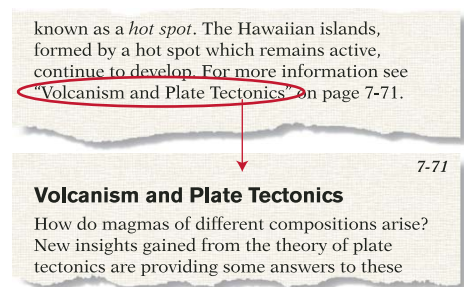 known as a hot spot. The Hawaiian islands,
formed by a hot spot which remains active,
continue to develop. For more information see
“Volcanism and Plate Tectonics” on page 7-71.
7-71
Volcanism and Plate Tectonics
How do magmas of different compositions arise?
New insights gained from the theory of plate
tectonics are providing some answers to these